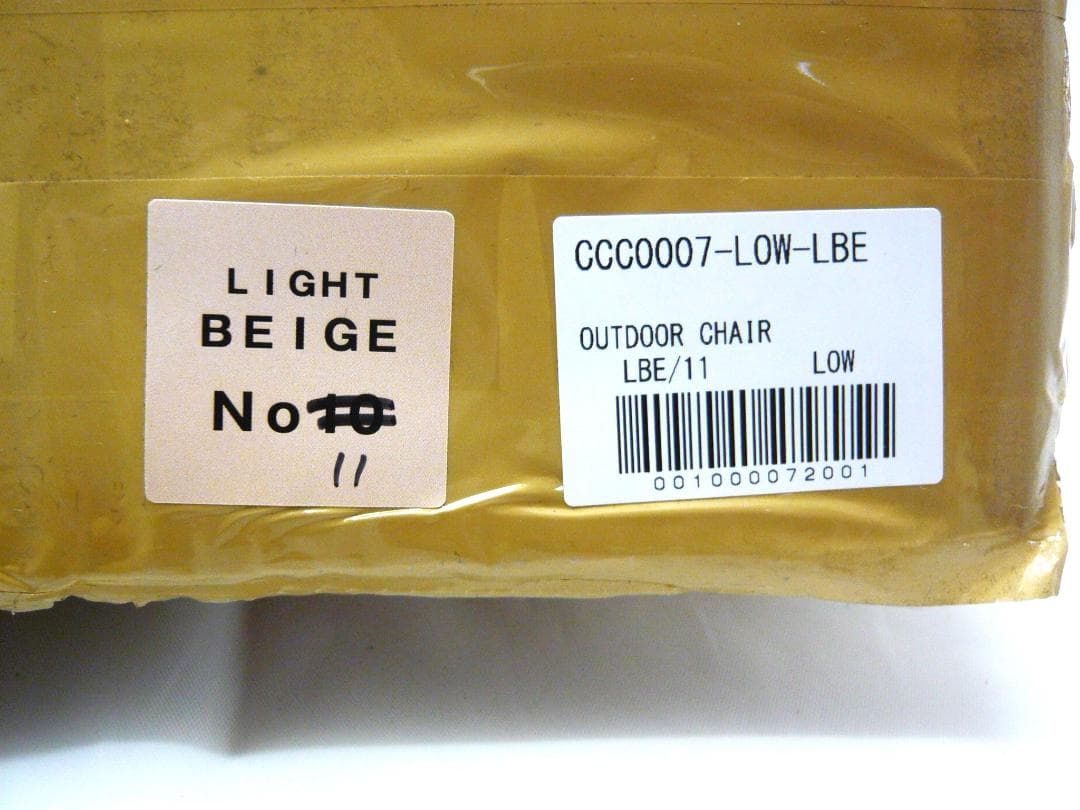 LIGHT
BEIGE
No 10
11
CCC0007-LOW-LBE
OUTDOOR CHAIR
LBE/11 LOW
001000072001